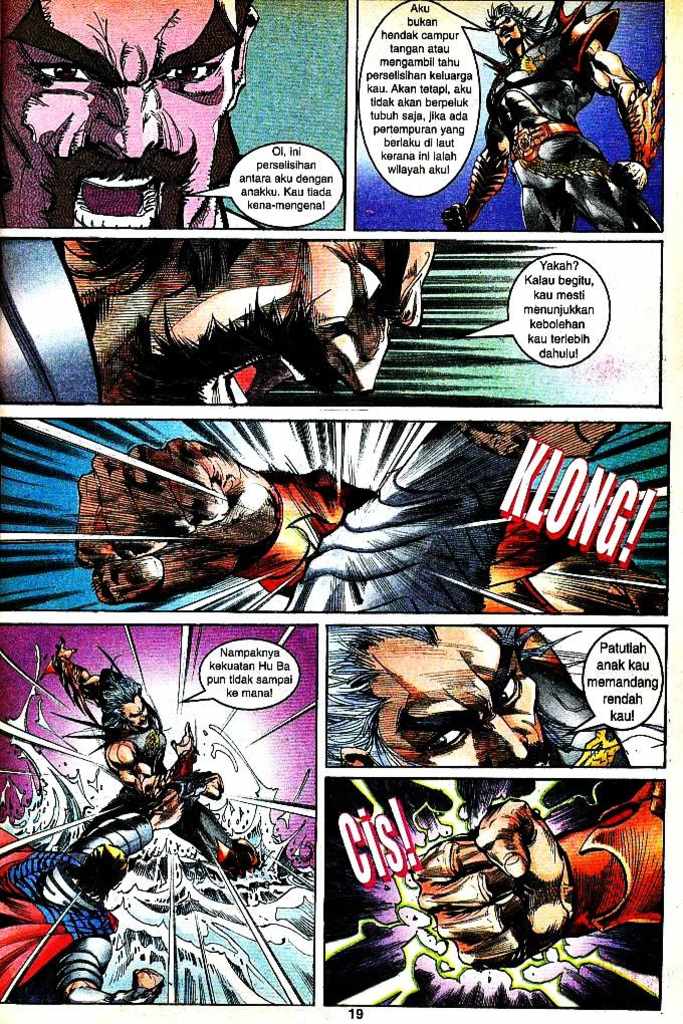 OI, ini
perselisihan
antara aku dengan
anakku. Kau tiada
kena-mengena!
Aku
bukan
hendak campur
tangan atau
mengambil tahu
perselisihan keluarga
kau. Akan tetapi, aku
tidak akan berpeluk
tubuh saja, jika ada
pertempuran yang
berlaku di laut
kerana ini ialah
wilayah aku!
Yakah?
Kalau begitu,
kau mesti
menunjukkan
kebolehan
kau terlebih
dahulu!
KLONG!
Nampaknya
kekuatan Hu Ba
pun tidak sampai
ke mana!
Patutlah
anak kau
memandang
rendah
kau!
CIS!
19